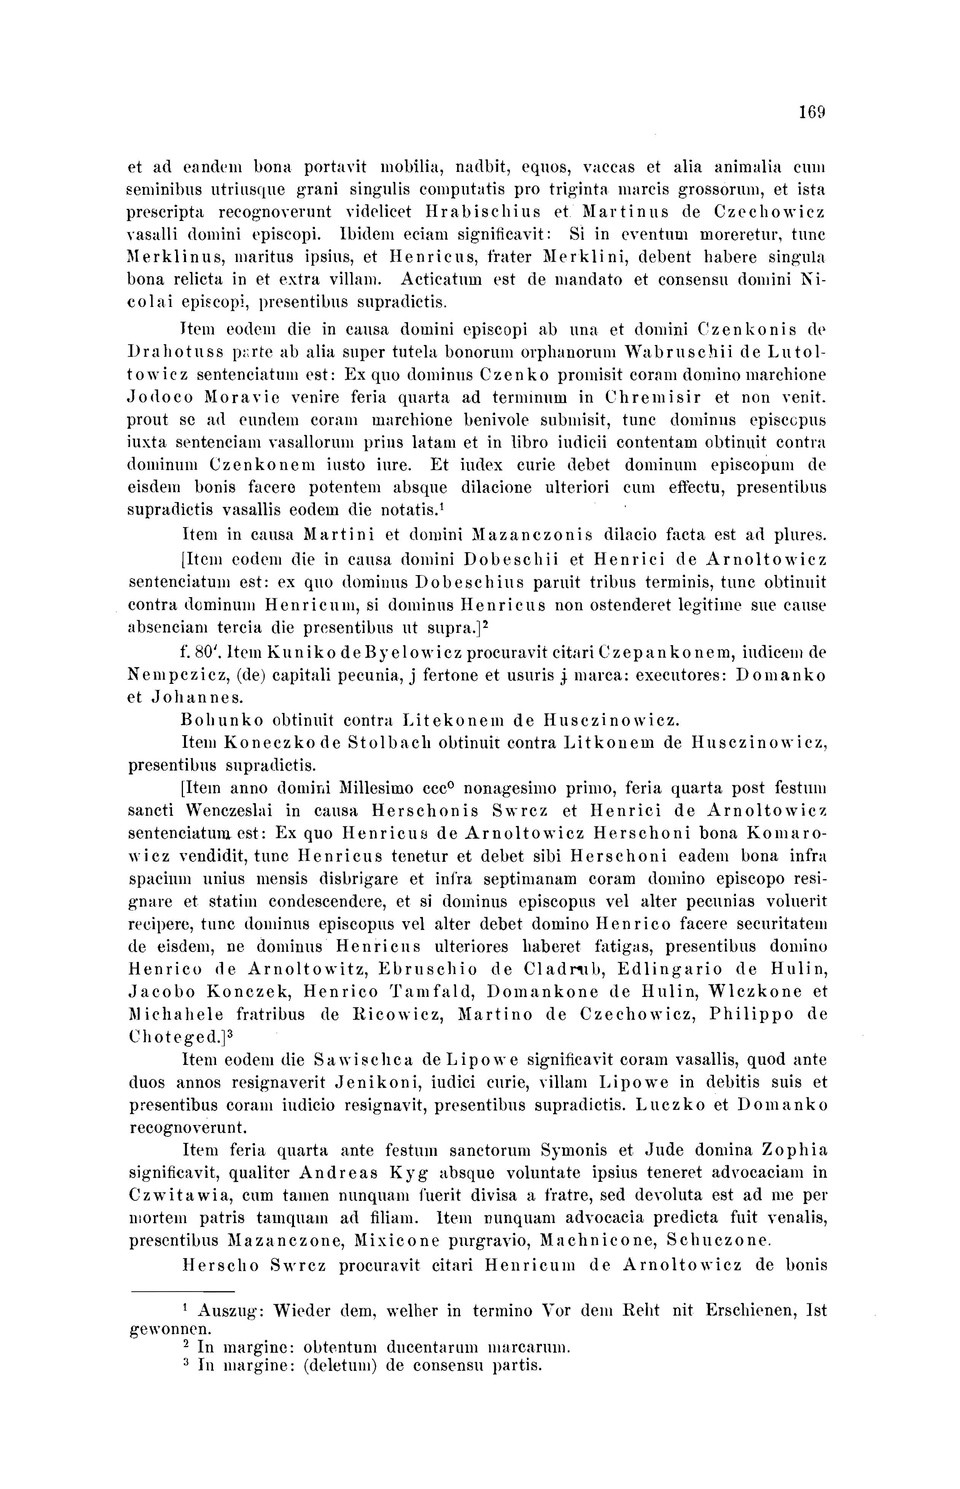 169
et ad eandem bona portavit mobilia, nadbit, equos, vaccas et alia animalia cum
seminibus utriusque grani singulis computatis pro triginta marcis grossorum, et ista
prescripta recognoverunt videlicet Hrabischius et Martinus de Czechowicz
vasalli domini episcopi. Ibidem eciam significavit: Si in eventum moreretur, tunc
Merklinus, maritus ipsius, et Henricus, frater Merklini, debent habere singula
bona relicta in et extra villam. Acticatum est de mandato et consensu domini Ni-
colai episcopi, presentibus supradictis.
Item eodem die in causa domini episcopi ab una et domini Czenkonis de
Drahotuss parte ab alia super tutela bonorum orphanorum Wabruschii de Lutol-
towicz sentenciatum est: Ex quo dominus Czenko promisit coram domino marchione
Jodoco Moravie venire feria quarta ad terminum in Chremisir et non venit.
prout se ad eundem coram marchione benivole submisit, tunc dominus episcopus
iuxta sentenciam vasallorum prius latam et in libro iudicii contentam obtinuit contra
dominum Czenkonem iusto iure. Et iudex curie debet dominum episcopum de
eisdem bonis facere potentem absque dilacione ulteriori cum effectu, presentibus
supradictis vasallis eodem die notatis.¹
Item in causa Martini et domini Mazanczonis dilacio facta est ad plures.
[Item eodem die in causa domini Dobeschii et Henrici de Arnoltowicz
sentenciatum est: ex quo dominus Dobeschius paruit tribus terminis, tunc obtinuit
contra dominum Henricum, si dominus Henricus non ostenderet legitime sue cause
absenciam tercia die presentibus ut supra.]²
f. 80'. Item Kuniko de Byelowicz procuravit citari Czepankonem, iudicem de
Nempczicz, (de) capitali pecunia, j fertone et usuris j marca: executores: Domanko
et Johannes.
Bohunko obtinuit contra Litekonem de Husczinowicz.
Item Koneczko de Stolbach obtinuit contra Litkonem de Husczinowicz,
presentibus supradictis.
[Item anno domini Millesimo cccº nonagesimo primo, feria quarta post festum
sancti Wenczeslai in causa Herschonis Swrcz et Henrici de Arnoltowicz
sentenciatum est: Ex quo Henricus de Arnoltowicz Herschoni bona Komaro-
wicz vendidit, tunc Henricus tenetur et debet sibi Herschoni eadem bona infra
spacium unius mensis disbrigare et infra septimanam coram domino episcopo resi-
gnare et statim condescendere, et si dominus episcopus vel alter pecunias voluerit
recipere, tunc dominus episcopus vel alter debet domino Henrico facere securitatem
de eisdem, ne dominus Henricus ulteriores haberet fatigas, presentibus domino
Henrico de Arnoltowitz, Ebruschio de Cladrub, Edlingario de Hulin,
Jacobo Konczek, Henrico Tamfald, Domankone de Hulin, Wlczkone et
Michahele fratribus de Ricowicz, Martino de Czechowicz, Philippo de
Choteged.]³
Item eodem die Sawischca de Lipowe significavit coram vasallis, quod ante
duos annos resignaverit Jenikoni, iudici curie, villam Lipowe in debitis suis et
presentibus coram iudicio resignavit, presentibus supradictis. Luczko et Domanko
recognoverunt.
Item feria quarta ante festum sanctorum Symonis et Jude domina Zophia
significavit, qualiter Andreas Kyg absque voluntate ipsius teneret advocaciam in
Czwitawia, cum tamen nunquam fuerit divisa a fratre, sed devoluta est ad me per
mortem patris tamquam ad filiam. Item nunquam advocacia predicta fuit venalis,
presentibus Mazanczone, Mixicone purgravio, Machnicone, Schuczone.
Herscho Swrcz procuravit citari Henricum de Arnoltowicz de bonis
¹ Auszug: Wieder dem, welher in termino Vor dem Reht nit Erschienen, Ist
gewonnen.
² In margine: obtentum ducentarum marcarum.
³ In margine: (deletum) de consensu partis.